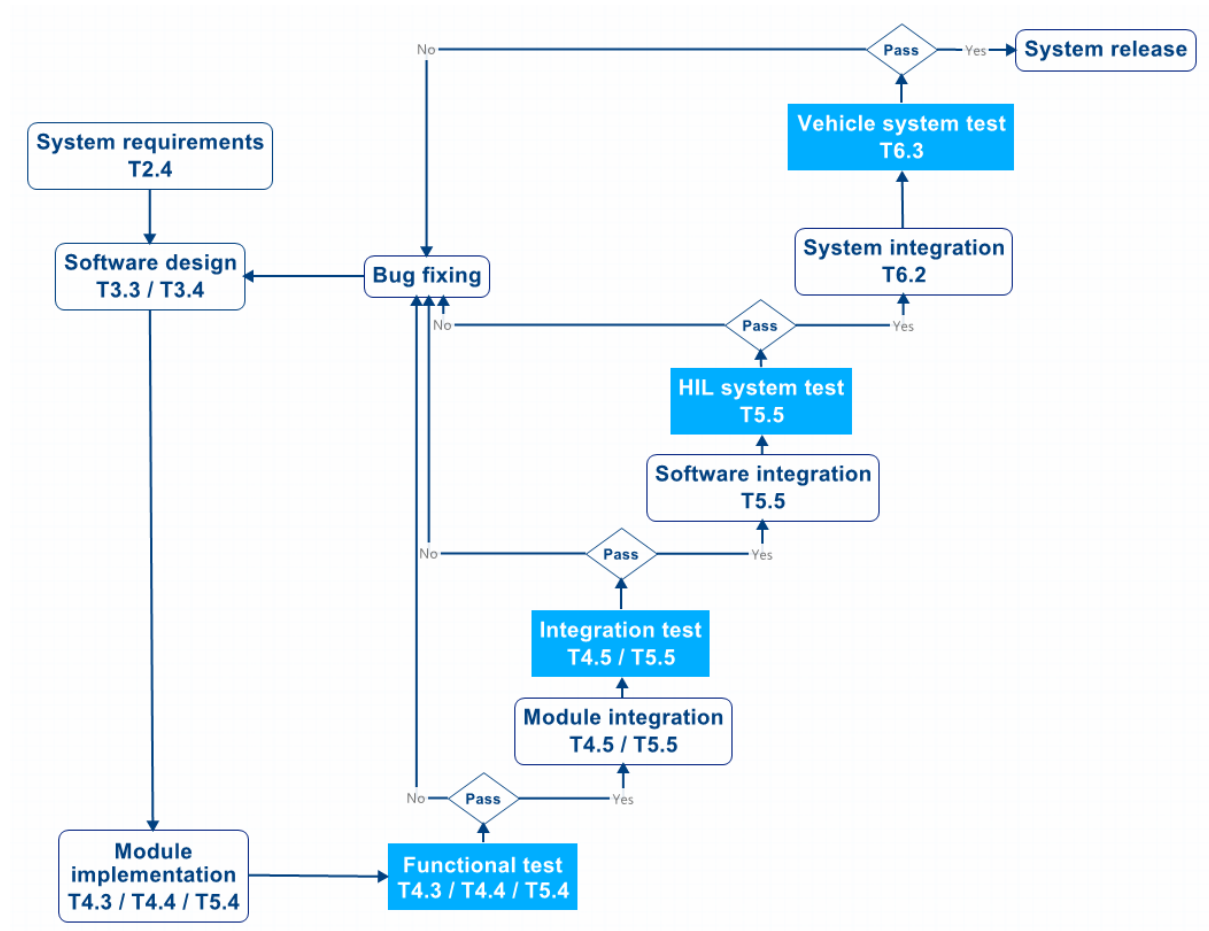 No
Pass
Yes
System release
Vehicle system test
T6.3
System requirements
T2.4
System integration
T6.2
Software design
T3.3 / T3.4
Bug fixing
No
Pass
Yes
HIL system test
T5.5
Software integration
T5.5
No
Pass
Yes
Integration test
T4.5 / T5.5
Module integration
T4.5 / T5.5
No
Pass
Yes
Module
implementation
T4.3 / T4.4 / T5.4
Functional test
T4.3 / T4.4 / T5.4